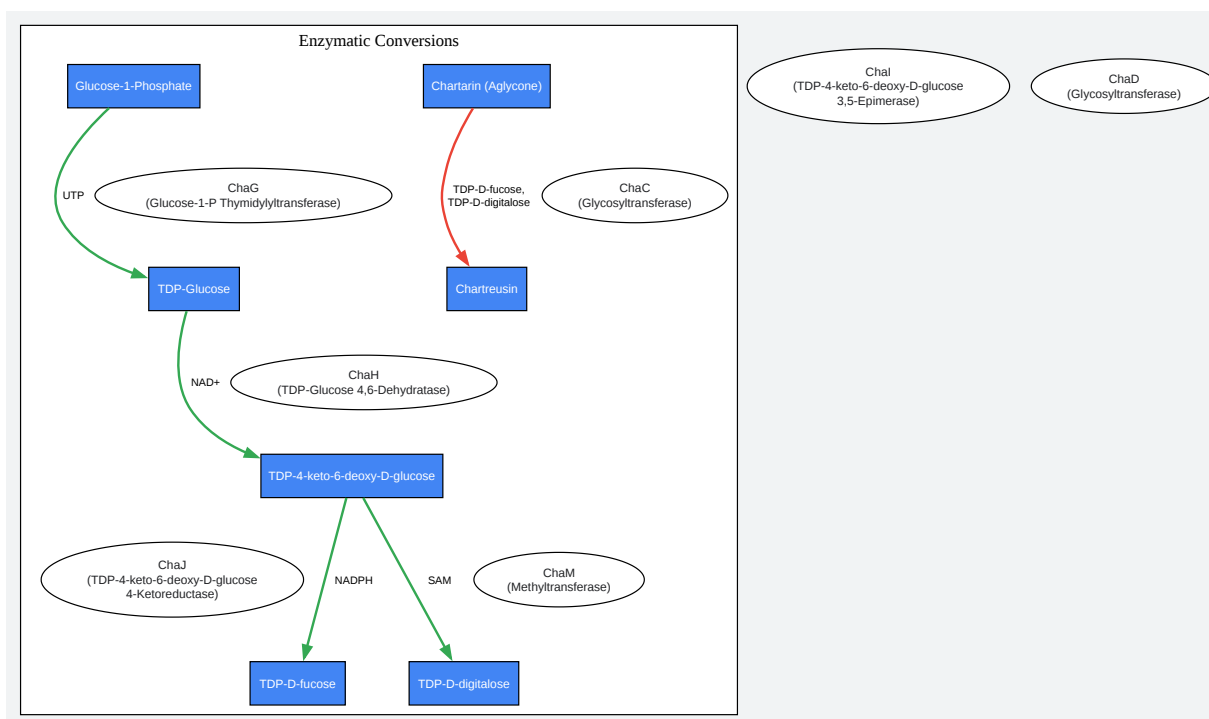 Enzymatic Conversions
Glucose-1-Phosphate
Chartarin (Aglycone)
ChaI
(TDP-4-keto-6-deoxy-D-glucose
3,5-Epimerase)
ChaD
(Glycosyltransferase)
UTP
ChaG
(Glucose-1-P Thymidylyltransferase)
TDP-D-fucose,
TDP-D-digitalose
ChaC
(Glycosyltransferase)
TDP-Glucose
Chartreusin
NAD+
ChaH
(TDP-Glucose 4,6-Dehydratase)
TDP-4-keto-6-deoxy-D-glucose
ChaJ
(TDP-4-keto-6-deoxy-D-glucose
4-Ketoreductase)
NADPH
SAM
ChaM
(Methyltransferase)
TDP-D-fucose
TDP-D-digitalose